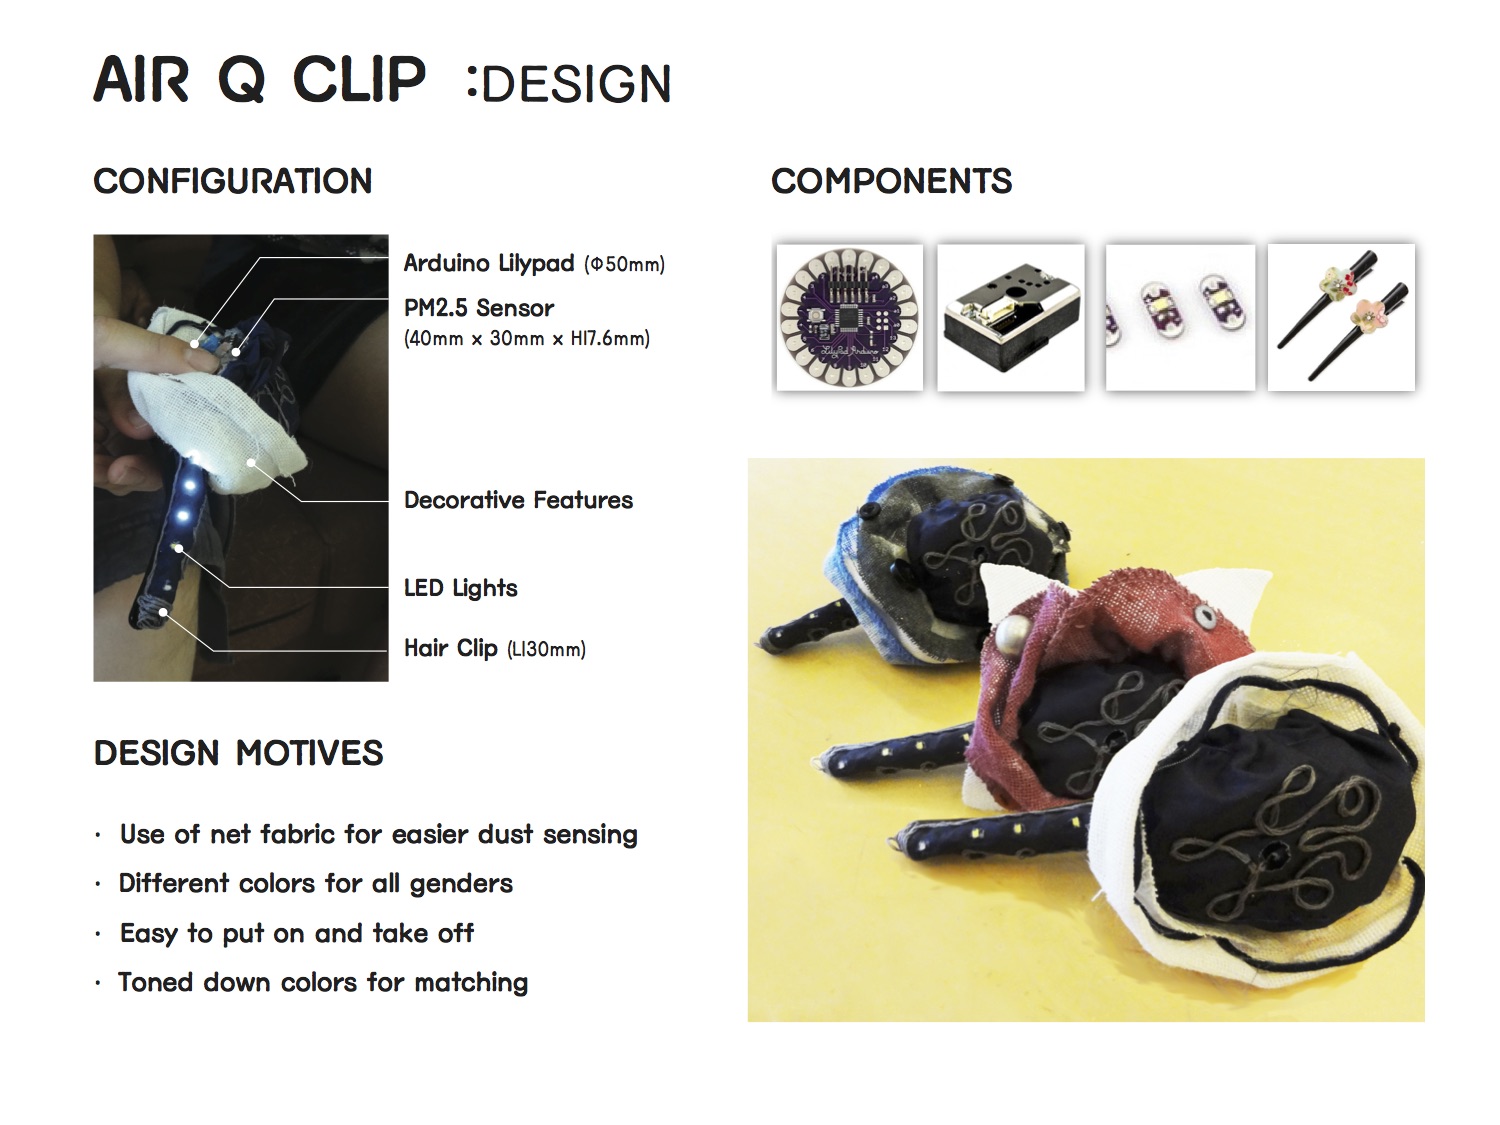 AIR Q CLIP :DESIGN
CONFIGURATION
Arduino Lilypad (Φ50mm)
PM2.5 Sensor
(40mm x 30mm x H17.6mm)
Decorative Features
LED Lights
Hair Clip (L130mm)
DESIGN MOTIVES
· Use of net fabric for easier dust sensing
· Different colors for all genders
· Easy to put on and take off
· Toned down colors for matching
COMPONENTS
LilyPad Arduino